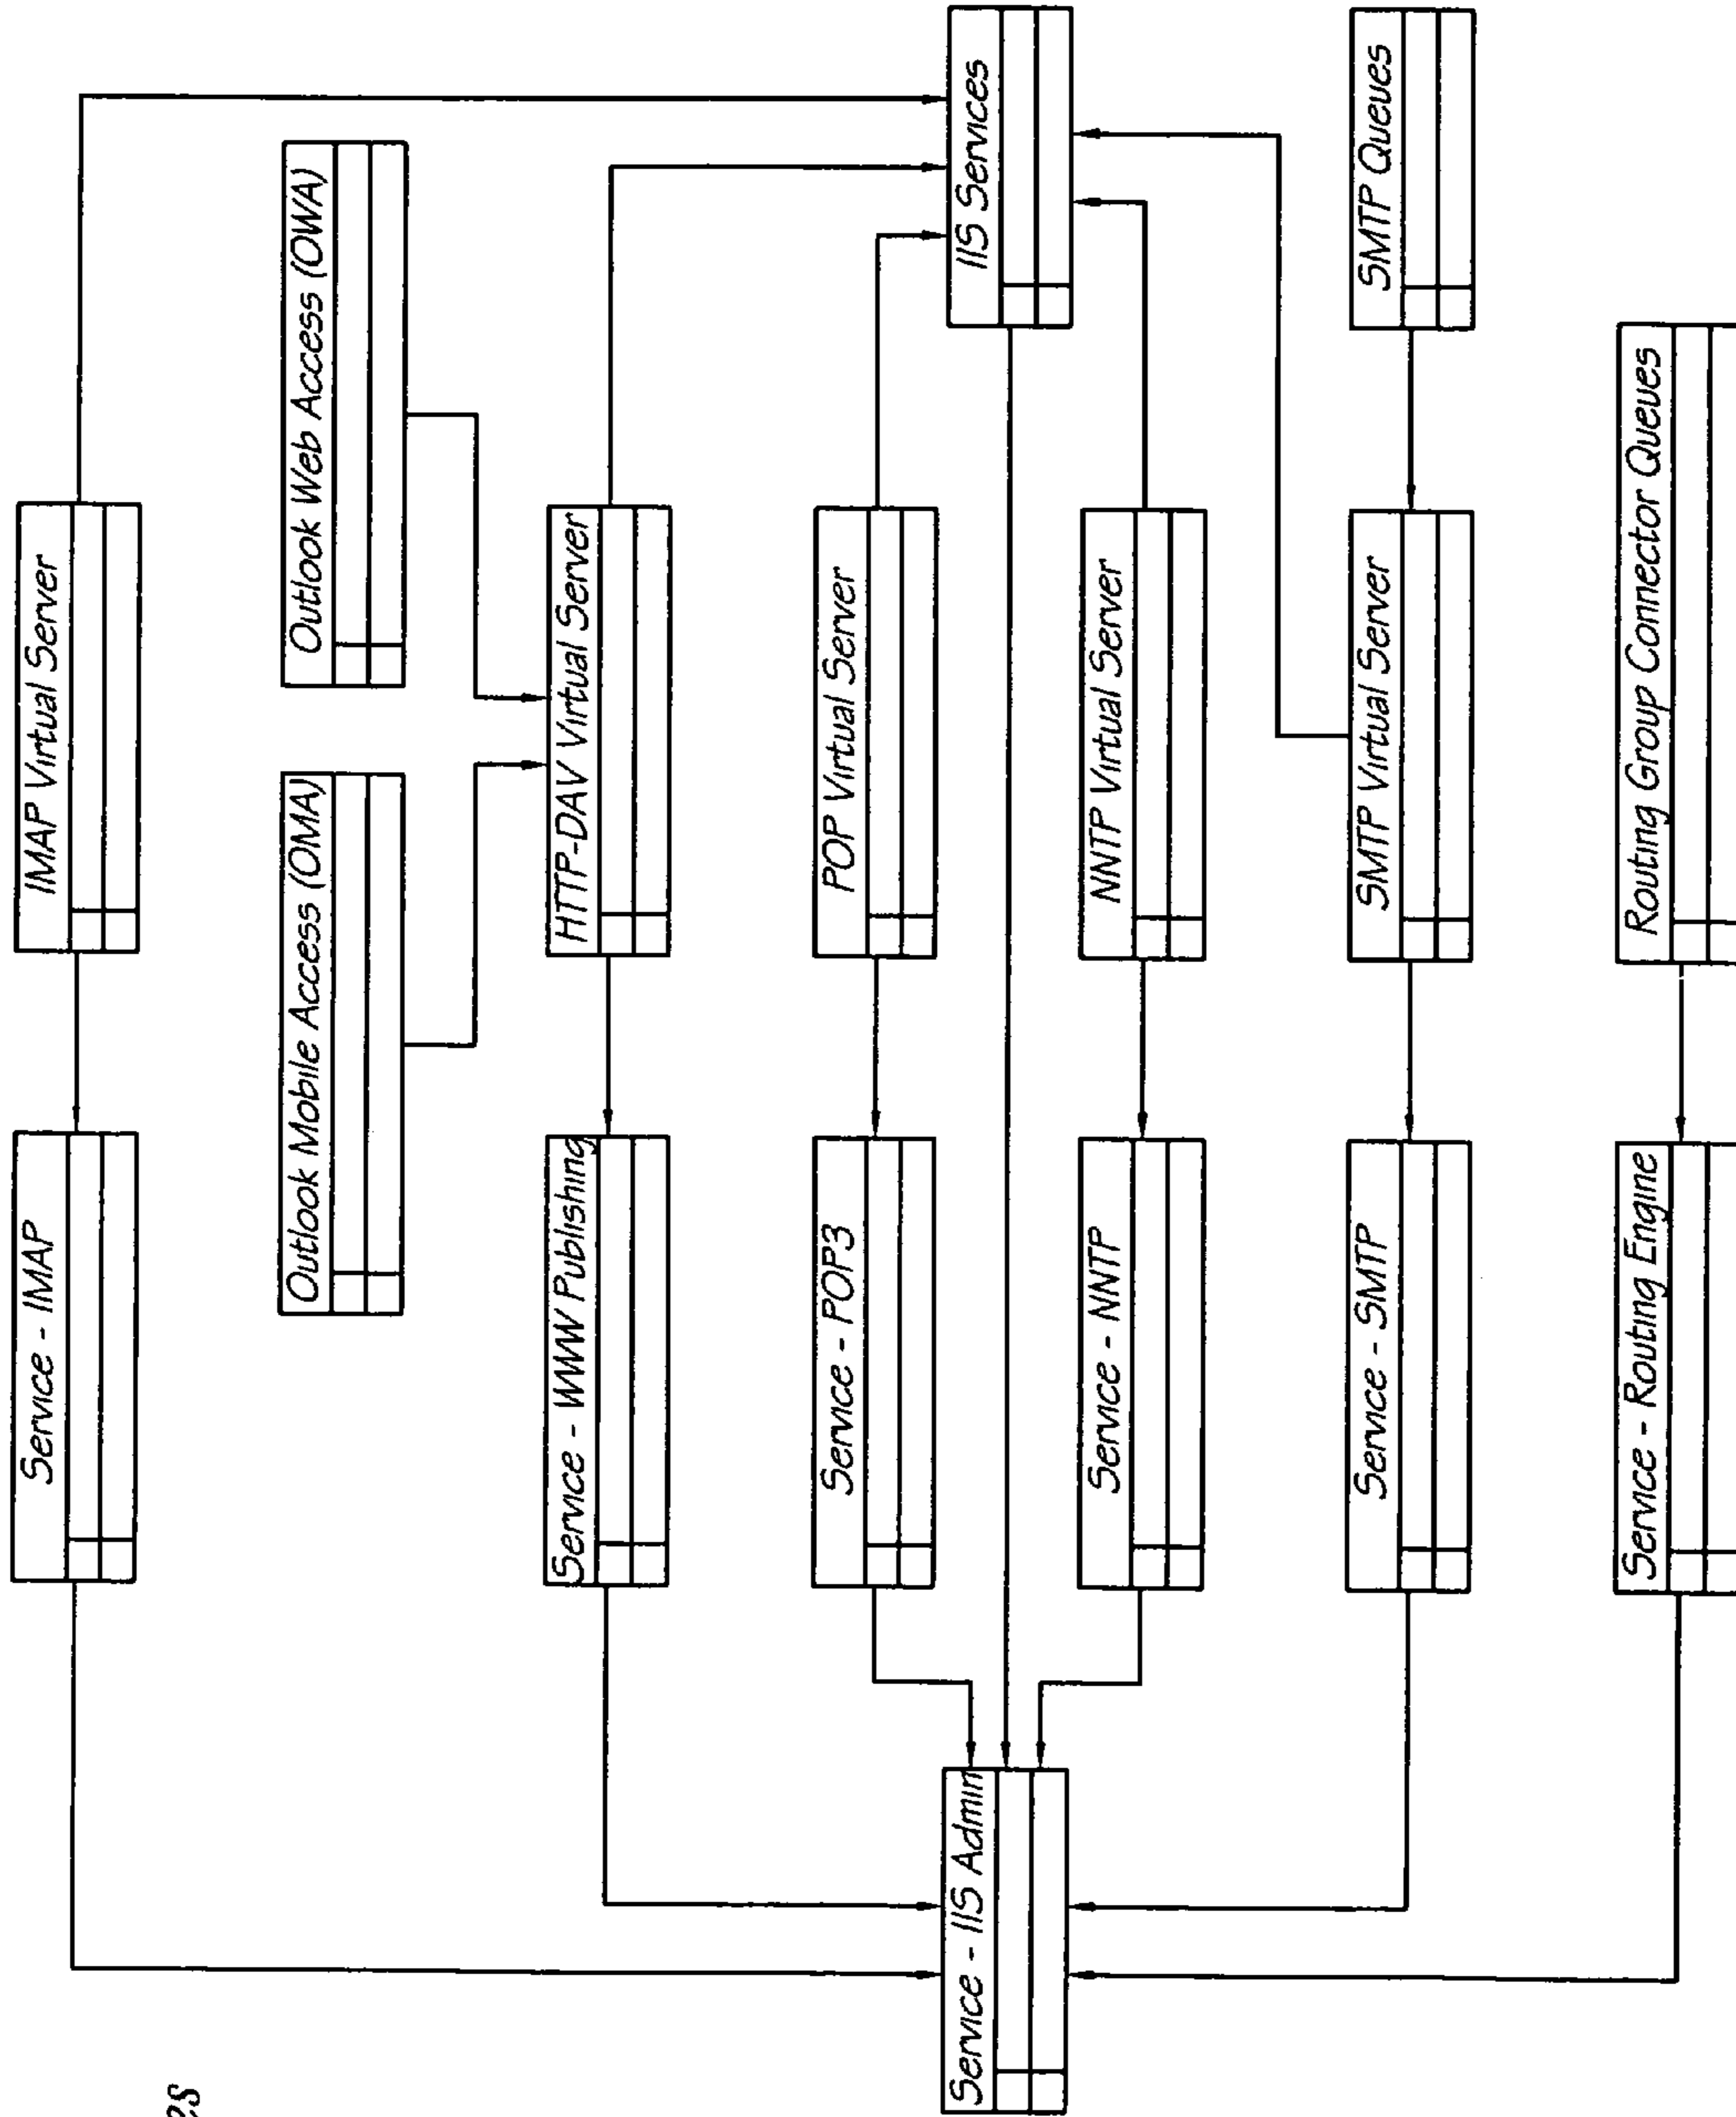 es
Service - IIS Admin
Service - IMAP
Service - WWW Publishing
Service - POP3
Service - NNTP
Service - SMTP
Service - Routing Engine
Outlook Mobile Access (OMA)
Outlook Web Access (OWA)
IMAP Virtual Server
HTTP-DAV Virtual Server
POP Virtual Server
NNTP Virtual Server
SMTP Virtual Server
Routing Group Connector Queues
IIS Services
SMTP Queues